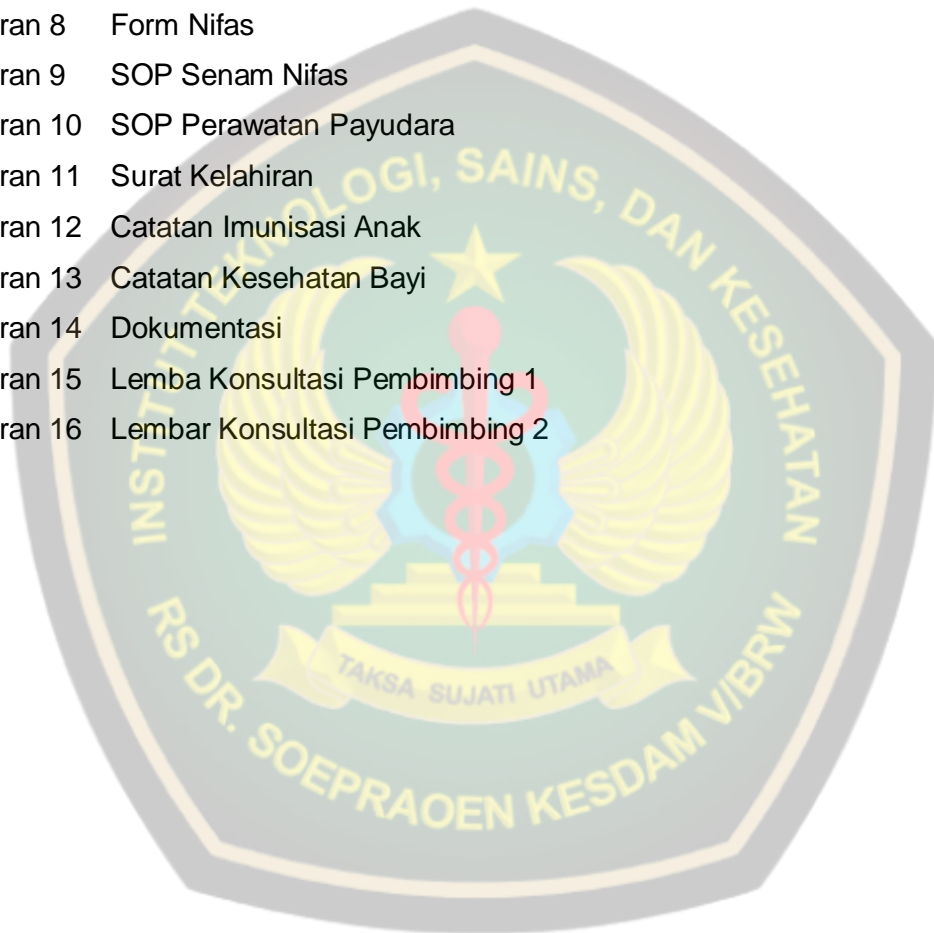 ran 8 Form Nifas
ran 9 SOP Senam Nifas
ran 10 SOP Perawatan Payudara
ran 11 Surat Kelahiran
ran 12 Catatan Imunisasi Anak
ran 13 Catatan Kesehatan Bayi
ran 14 Dokumentasi
ran 15 Lemba Konsultasi Pembimbing 1
ran 16 Lembar Konsultasi Pembimbing 2
INSTITUT TEKNOLOGI, SAINS, DAN KESEHATAN
TAKSA SUJATI UTAMA
RS DR. SOEPRAOEN KESDAM V/BRW